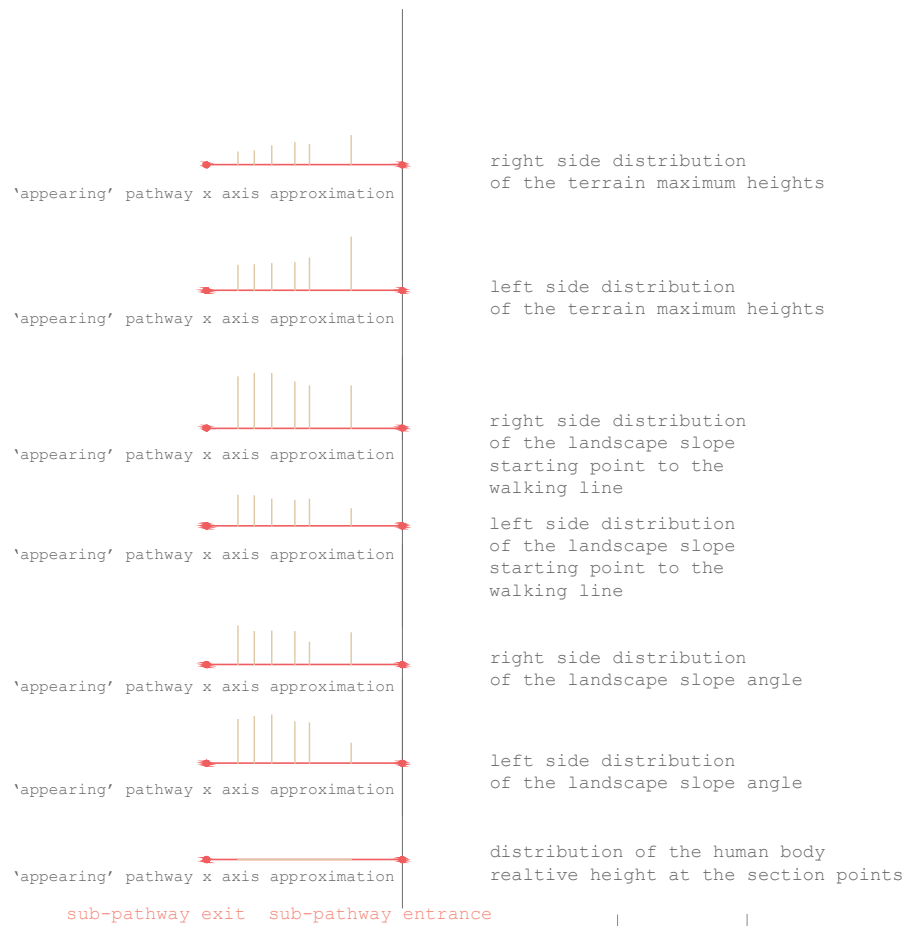 right side distribution
of the terrain maximum heights
‘appearing’ pathway x axis approximation
left side distribution
of the terrain maximum heights
‘appearing’ pathway x axis approximation
right side distribution
of the landscape slope
starting point to the
walking line
‘appearing’ pathway x axis approximation
left side distribution
of the landscape slope
starting point to the
walking line
‘appearing’ pathway x axis approximation
right side distribution
of the landscape slope angle
‘appearing’ pathway x axis approximation
left side distribution
of the landscape slope angle
‘appearing’ pathway x axis approximation
distribution of the human body
realtive height at the section points
‘appearing’ pathway x axis approximation
sub-pathway exit sub-pathway entrance